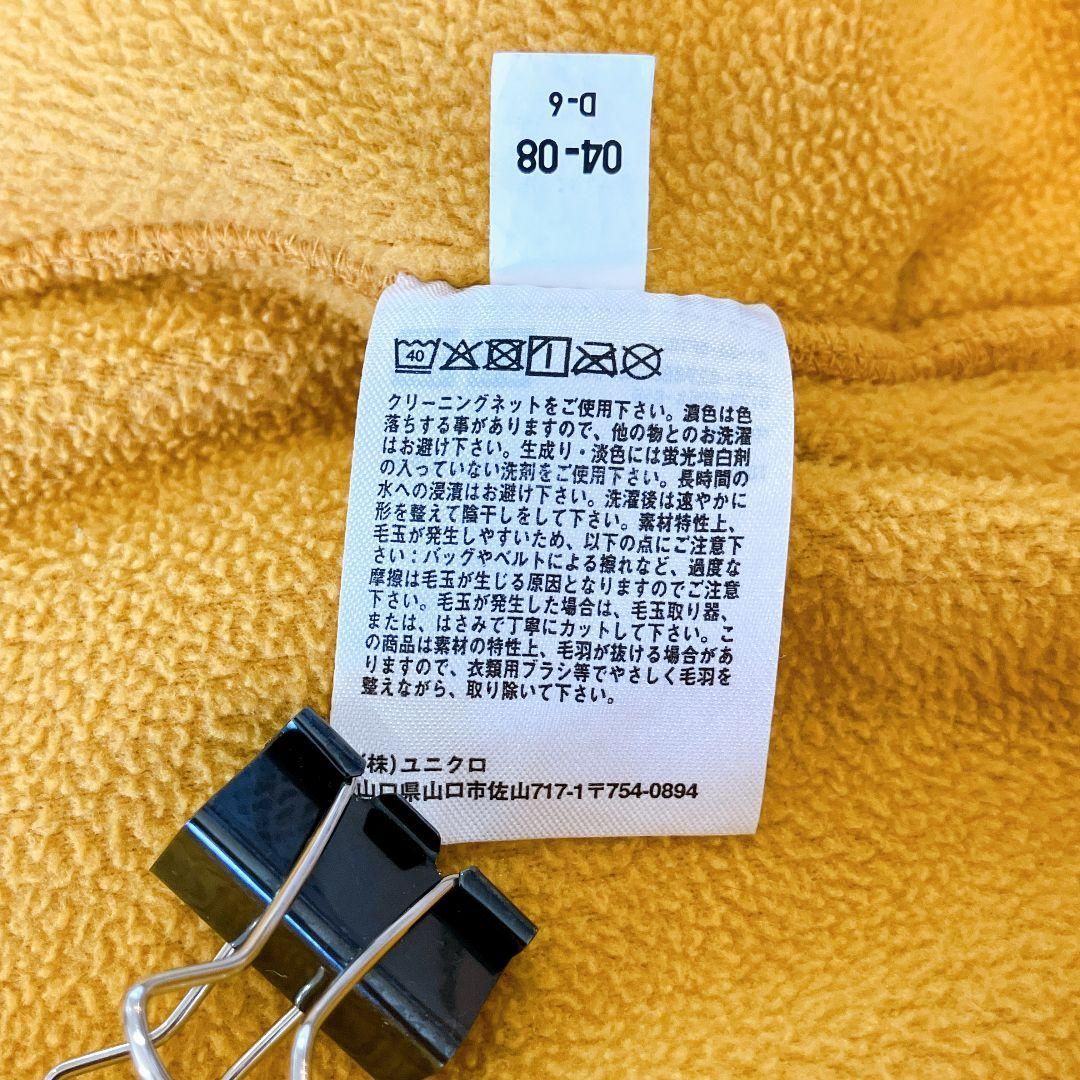 D-6
04-08
40
クリーニングネットをご使用下さい。濃色は色
落ちする事がありますので、他の物とのお洗濯
はお避け下さい。生成り・淡色には蛍光増白剤
の入っていない洗剤をご使用下さい。長時間の
水への浸漬はお避け下さい。洗濯後は速やかに
形を整えて陰干しをして下さい。素材特性上、
毛玉が発生しやすいため、以下の点にご注意下
さい：バッグやベルトによる擦れなど、過度な
摩擦は毛玉が生じる原因となりますのでご注意
下さい。毛玉が発生した場合は、毛玉取り器、
または、はさみで丁寧にカットして下さい。こ
の商品は素材の特性上、毛羽が抜ける場合があ
りますので、衣類用ブラシ等でやさしく毛羽を
整えながら、取り除いて下さい。
(株)ユニクロ
山口県山口市佐山717-1〒754-0894